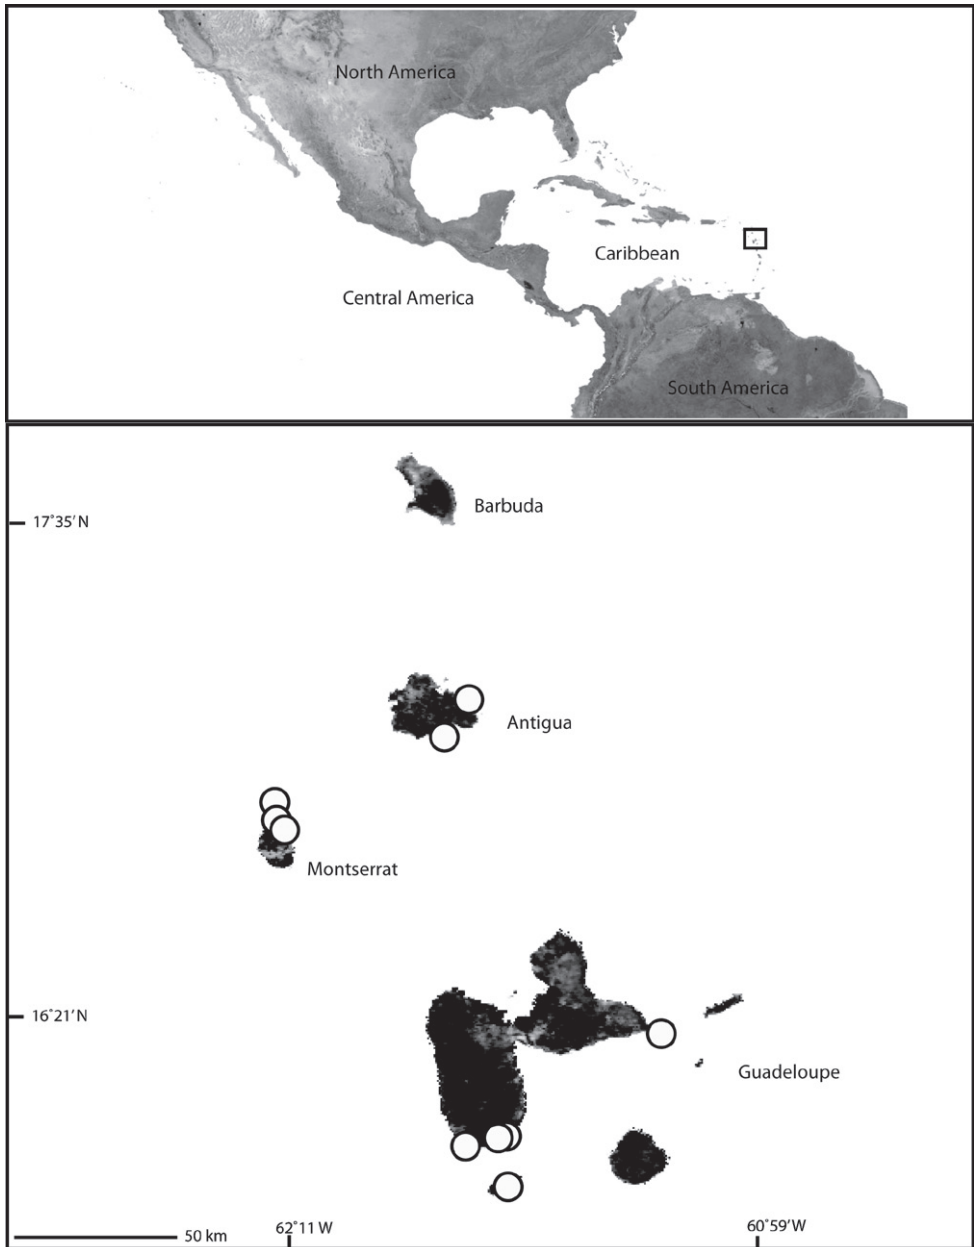 North America
Caribbean
Central America
South America
Barbuda
17˚35' N
Antigua
Montserrat
16˚21' N
Guadeloupe
50 km
62˚11 W
60˚59' W